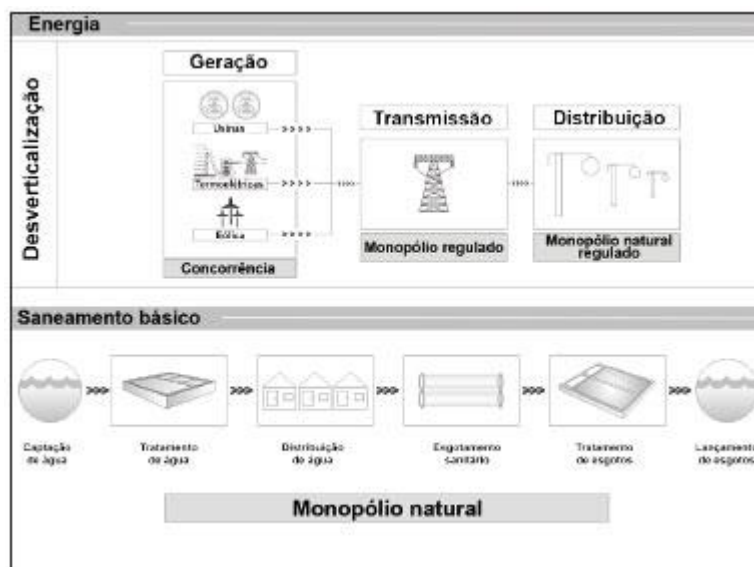 Energia
Desverticalização
Geração
Usinas
Termoelétricas
Eólica
Concorrência
Transmissão
Monopólio regulado
Distribuição
Monopólio natural
regulado
Saneamento básico
Captação
de água
Tratamento
de água
Distribuição
de água
Esgotamento
sanitário
Tratamento
de esgotos
Lançamento
de esgotos
Monopólio natural